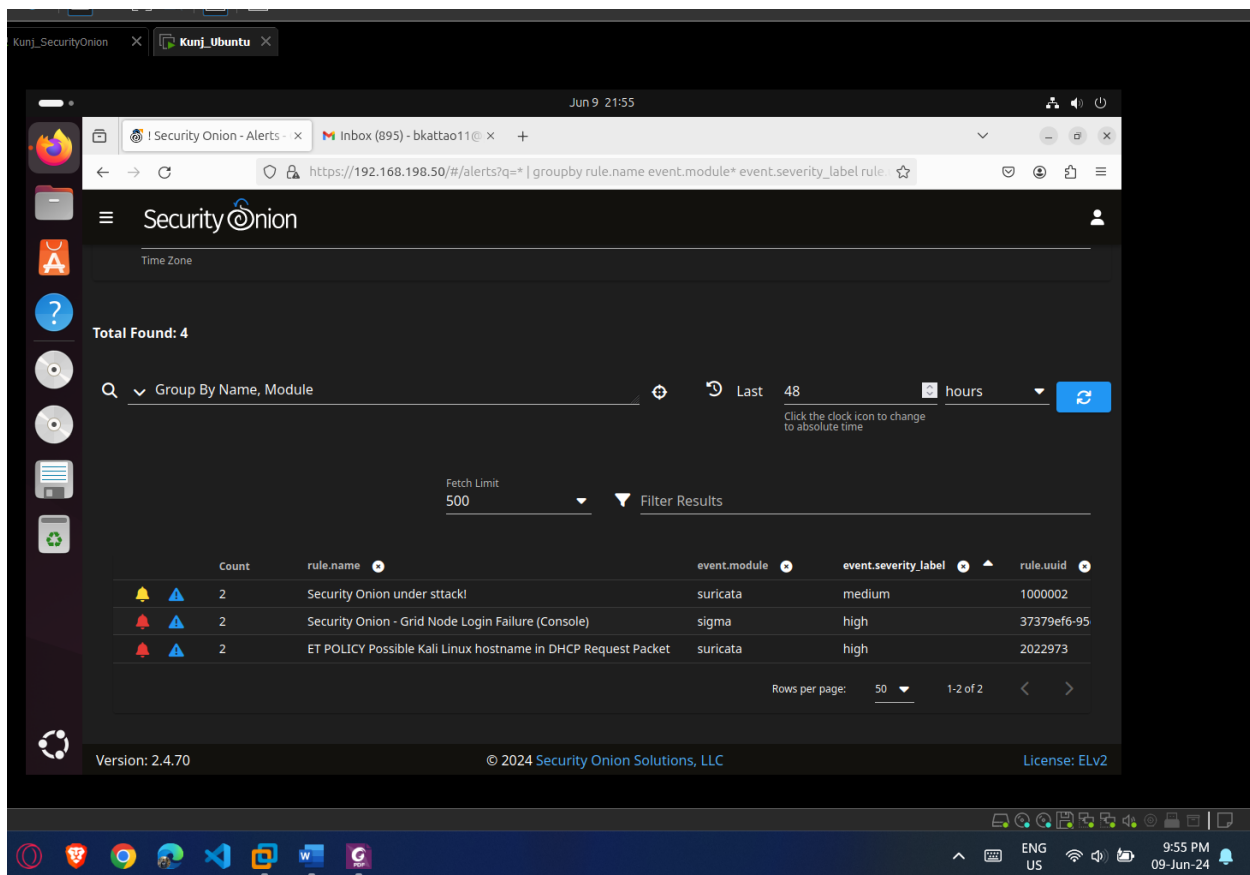 Kunj_SecurityOnion
Kunj_Ubuntu
Jun 9 21:55
! Security Onion - Alerts -
Inbox (895) - bkattao11@
https://192.168.198.50/#/alerts?q=* | groupby rule.name event.module* event.severity_label rule.
Security Onion
Time Zone
Total Found: 4
Group By Name, Module
Last 48 hours
Click the clock icon to change
to absolute time
Fetch Limit
500
Filter Results
Count rule.name event.module event.severity_label rule.uuid
2 Security Onion under sttack! suricata medium 1000002
2 Security Onion - Grid Node Login Failure (Console) sigma high 37379ef6-95
2 ET POLICY Possible Kali Linux hostname in DHCP Request Packet suricata high 2022973
Rows per page: 50 1-2 of 2
Version: 2.4.70 © 2024 Security Onion Solutions, LLC License: ELv2
ENG
US
9:55 PM
09-Jun-24